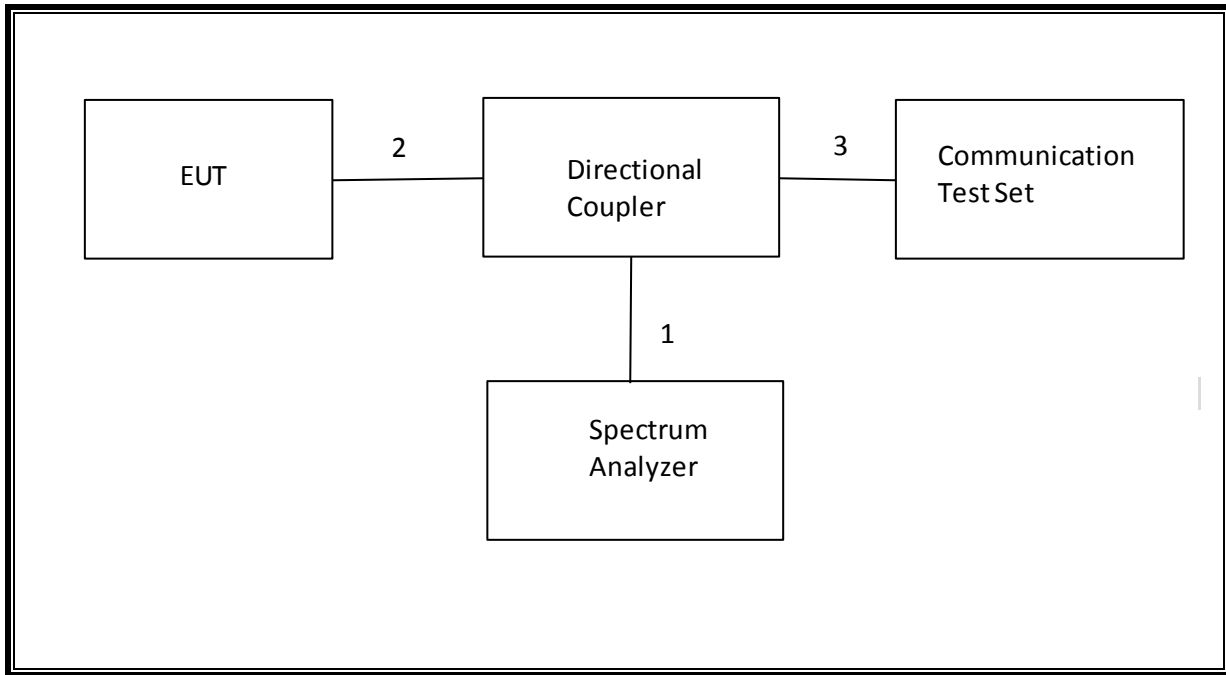 EUT
2
Directional
Coupler
3
Communication
Test Set
1
Spectrum
Analyzer